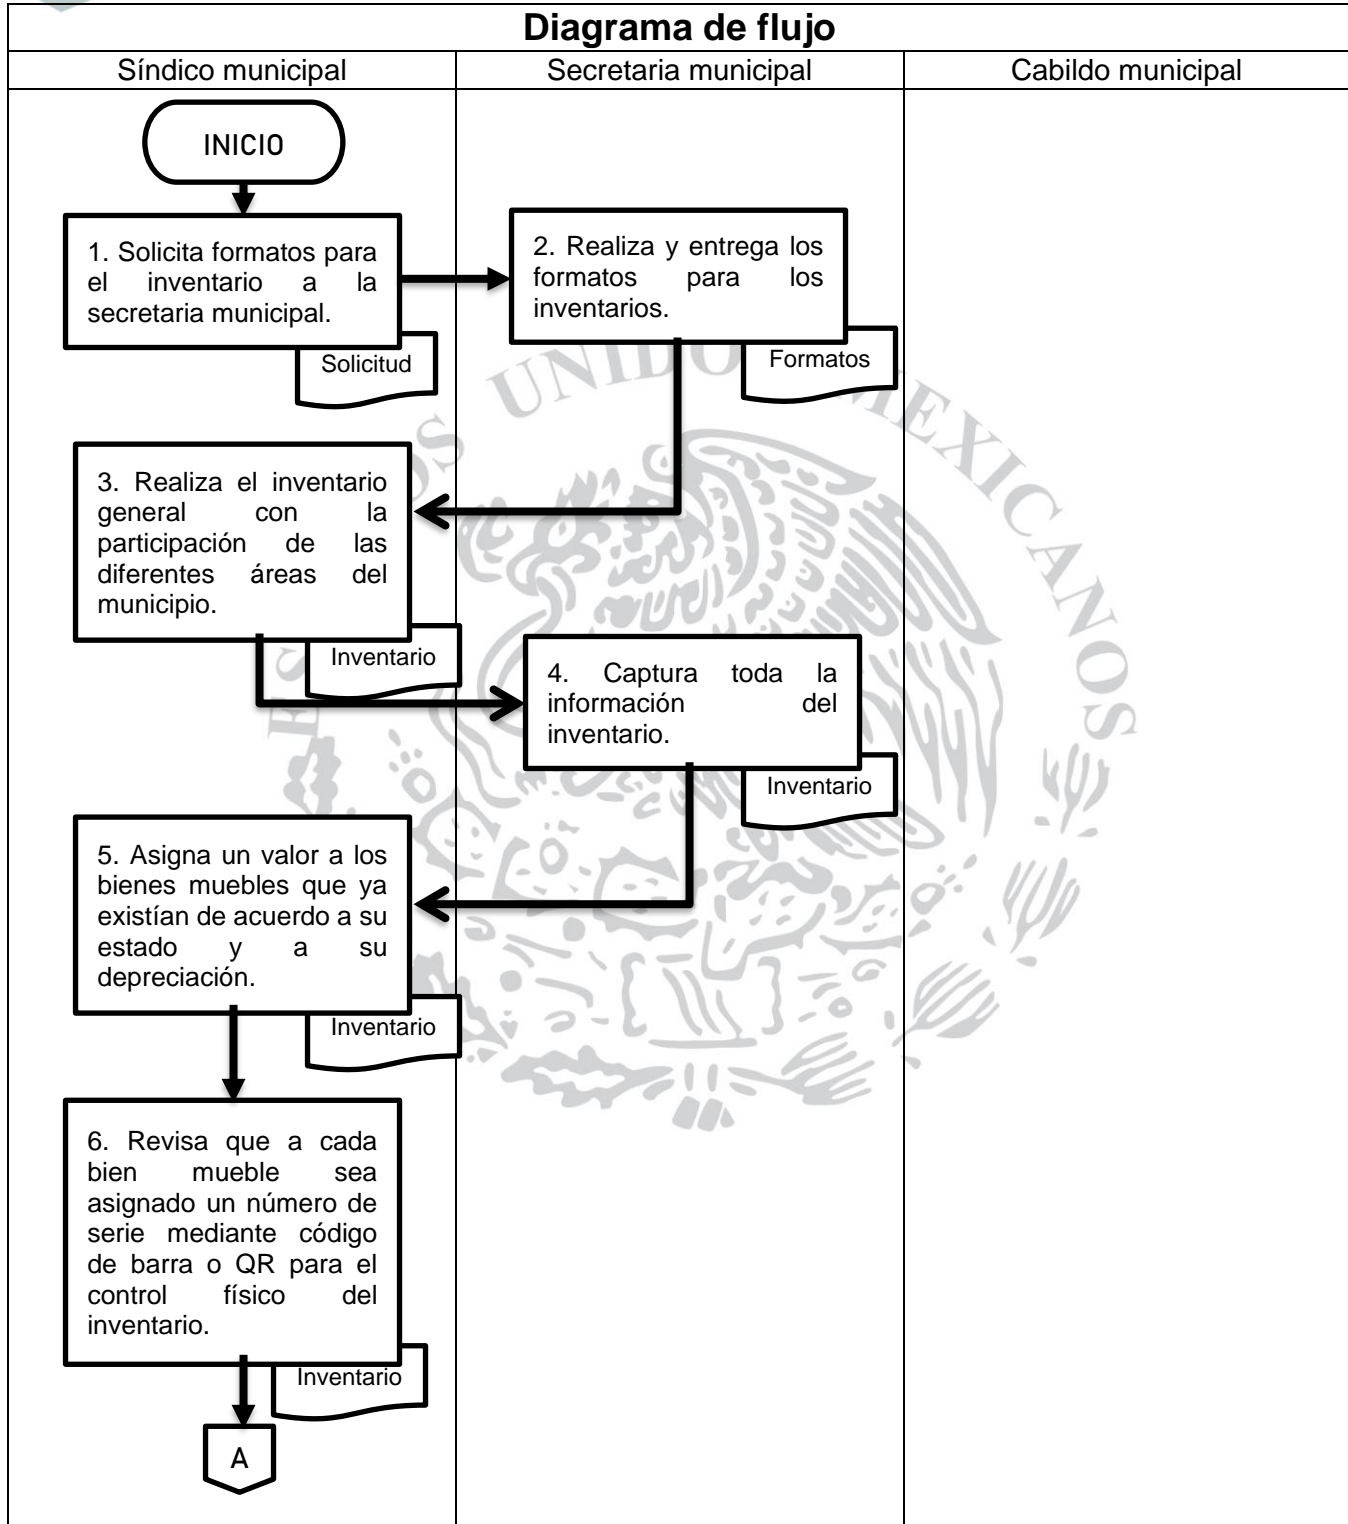 Diagrama de flujo
Síndico municipal
Secretaria municipal
Cabildo municipal
INICIO
1. Solicita formatos para
el inventario a la
secretaria municipal.
Solicitud
2. Realiza y entrega los
formatos para los
inventarios.
Formatos
3. Realiza el inventario
general con la
participación de las
diferentes áreas del
municipio.
Inventario
4. Captura toda la
información del
inventario.
Inventario
5. Asigna un valor a los
bienes muebles que ya
existían de acuerdo a su
estado y a su
depreciación.
Inventario
6. Revisa que a cada
bien mueble sea
asignado un número de
serie mediante código
de barra o QR para el
control físico del
inventario.
Inventario
A
UNIDO MEXICANOS